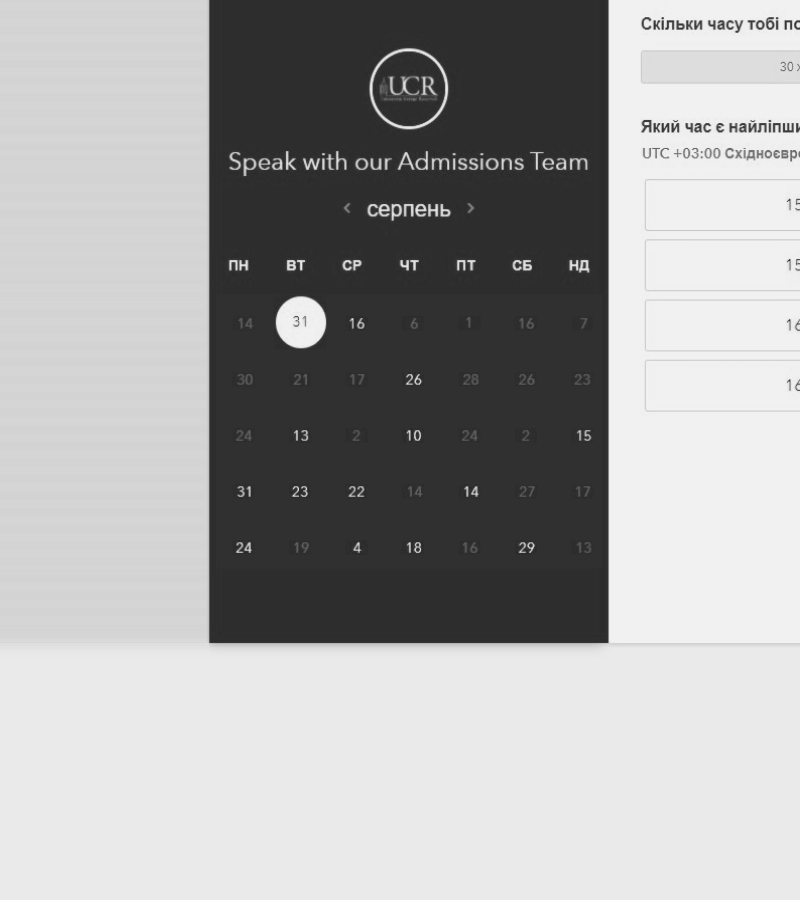 UCR
Speak with our Admissions Team
‹ серпень ›
ПН ВТ СР ЧТ ПТ СБ НД
14 31 16 6 1 16 7
30 21 17 26 28 26 23
24 13 2 10 24 2 15
31 23 22 14 14 27 17
24 19 4 18 16 29 13
Скільки часу тобі
30
Який час є
UTC +03:00
15
15
16
16